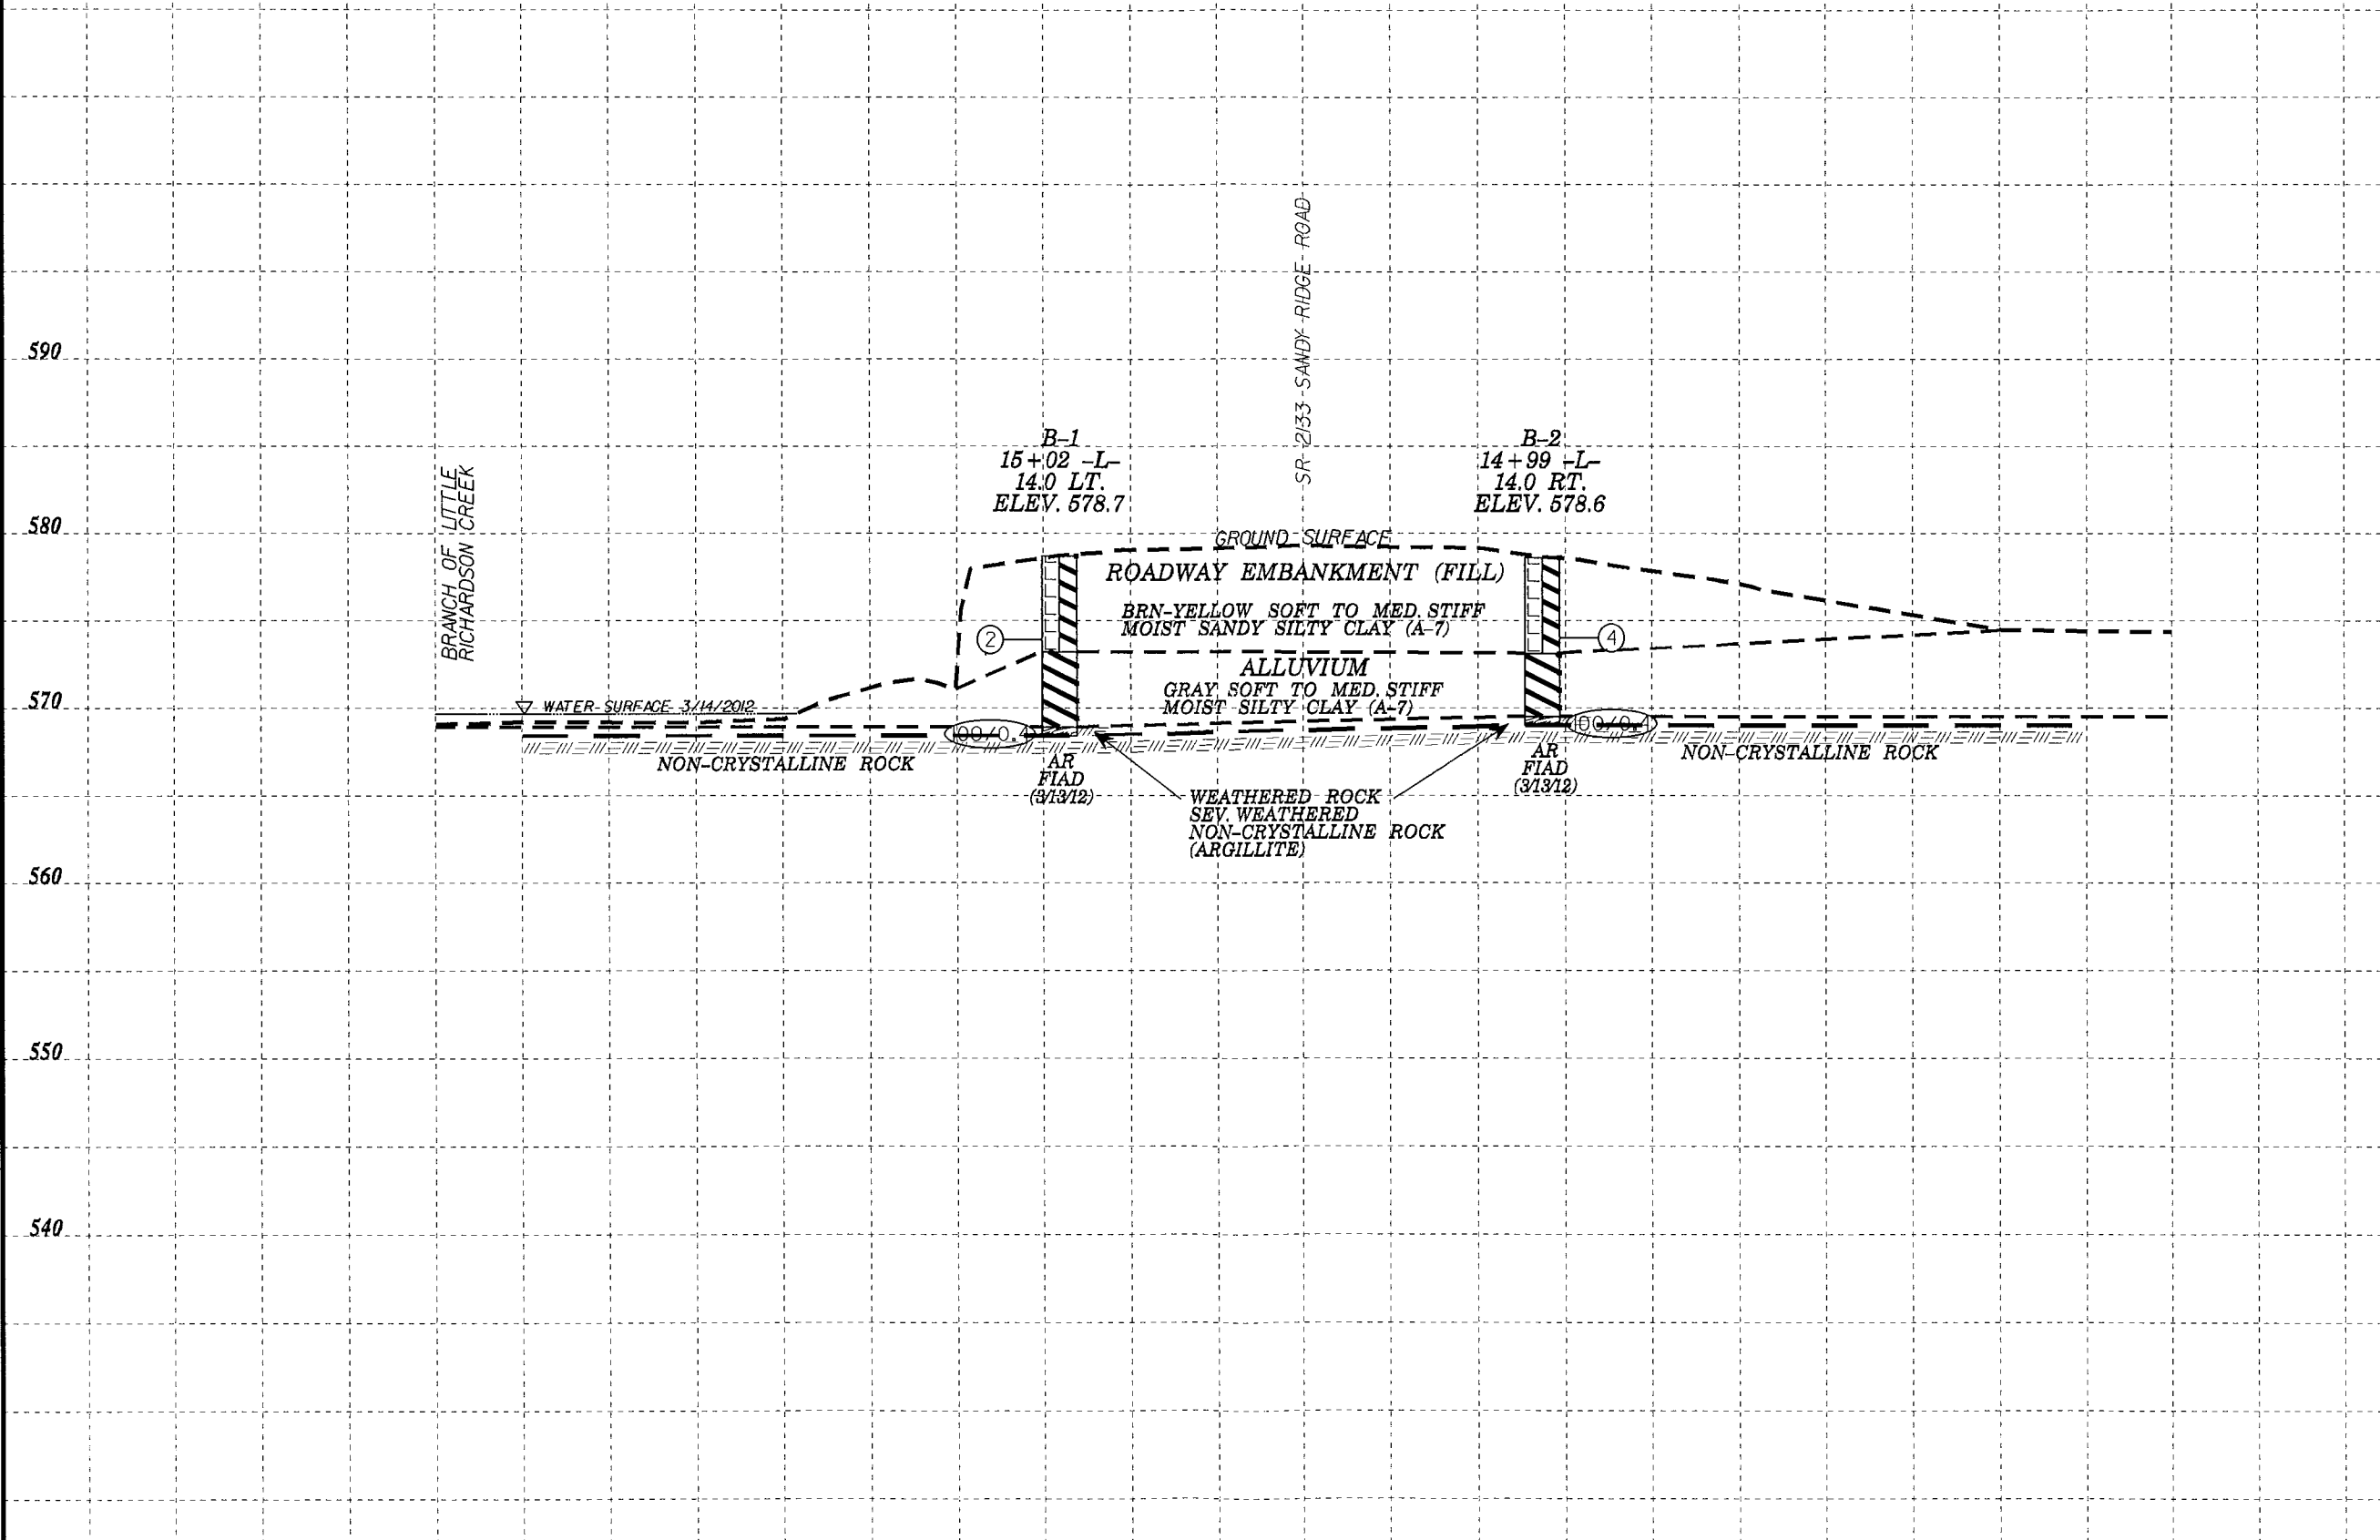 SR-2133 SANDY RIDGE ROAD
590
B-1
15+02 -L-
14.0 LT.
ELEV. 578.7
B-2
14+99 -L-
14.0 RT.
ELEV. 578.6
BRANCH OF LITTLE
RICHARDSON CREEK
580
GROUND SURFACE
ROADWAY EMBANKMENT (FILL)
BRN-YELLOW SOFT TO MED. STIFF
MOIST SANDY SILTY CLAY (A-7)
2
4
ALLUVIUM
GRAY SOFT TO MED. STIFF
MOIST SILTY CLAY (A-7)
570
WATER SURFACE 3/14/2012
100/0.4
100/0.4
NON-CRYSTALLINE ROCK
NON-CRYSTALLINE ROCK
AR
FIAD
(3/13/12)
AR
FIAD
(3/13/12)
WEATHERED ROCK
SEV. WEATHERED
NON-CRYSTALLINE ROCK
(ARGILLITE)
560
550
540